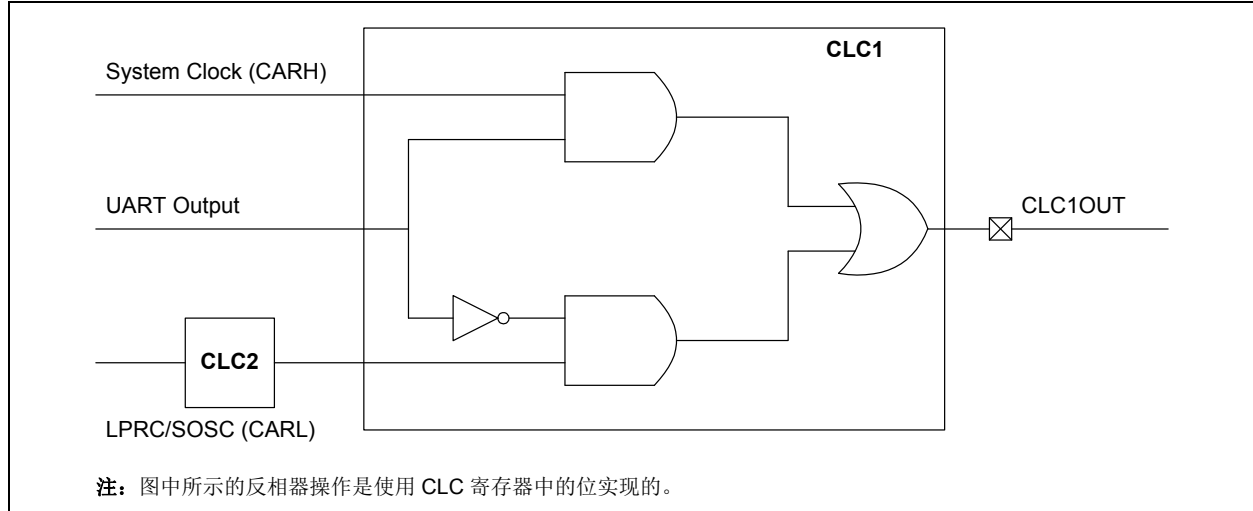 CLC1
System Clock (CARH)
UART Output
CLC1OUT
CLC2
LPRC/SOSC (CARL)
注：图中所示的反相器操作是使用 CLC 寄存器中的位实现的。